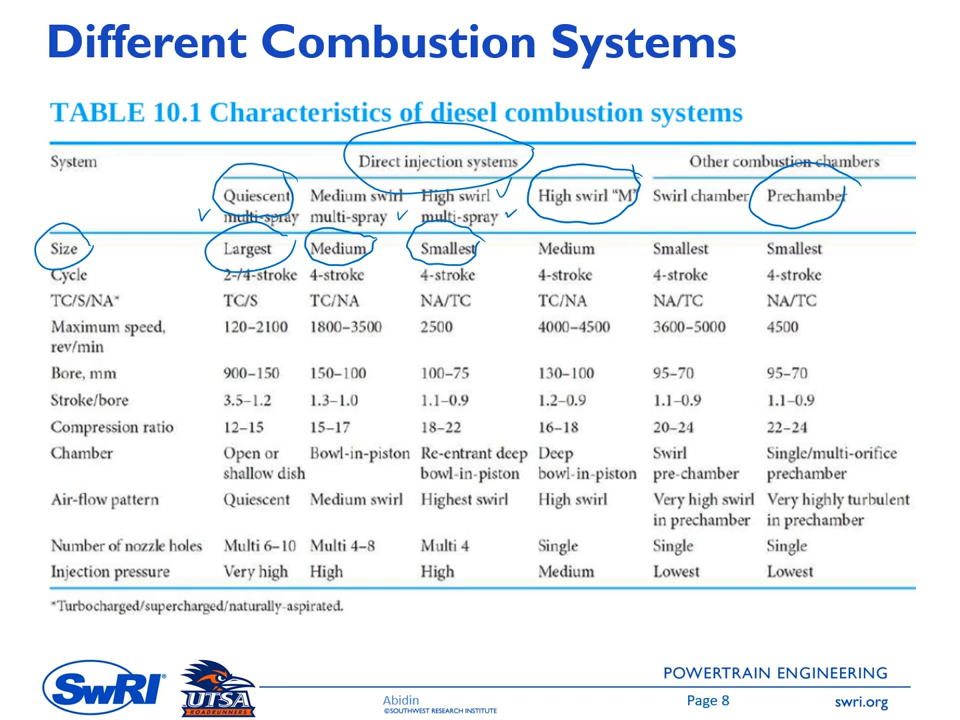 Different Combustion Systems
TABLE 10.1 Characteristics of diesel combustion systems
System Direct injection systems Other combustion chambers
Quiescent Medium swirl High swirl High swirl "M" Swirl chamber Prechamber
multi-spray multi-spray multi-spray
Size Largest Medium Smallest Medium Smallest Smallest
Cycle 2-/4-stroke 4-stroke 4-stroke 4-stroke 4-stroke 4-stroke
TC/S/NA* TC/S TC/NA NA/TC TC/NA NA/TC NA/TC
Maximum speed, 120–2100 1800–3500 2500 4000–4500 3600–5000 4500
rev/min
Bore, mm 900–150 150–100 100–75 130–100 95–70 95–70
Stroke/bore 3.5–1.2 1.3–1.0 1.1–0.9 1.2–0.9 1.1–0.9 1.1–0.9
Compression ratio 12–15 15–17 18–22 16–18 20–24 22–24
Chamber Open or Bowl-in-piston Re-entrant deep Deep Swirl Single/multi-orifice
shallow dish bowl-in-piston bowl-in-piston pre-chamber prechamber
Air-flow pattern Quiescent Medium swirl Highest swirl High swirl Very high swirl Very highly turbulent
in prechamber in prechamber
Number of nozzle holes Multi 6–10 Multi 4–8 Multi 4 Single Single Single
Injection pressure Very high High High Medium Lowest Lowest
*Turbocharged/supercharged/naturally-aspirated.
POWERTRAIN ENGINEERING
SwRI®
UTSA
ROADRUNNERS
Abidin
©SOUTHWEST RESEARCH INSTITUTE
Page 8
swri.org